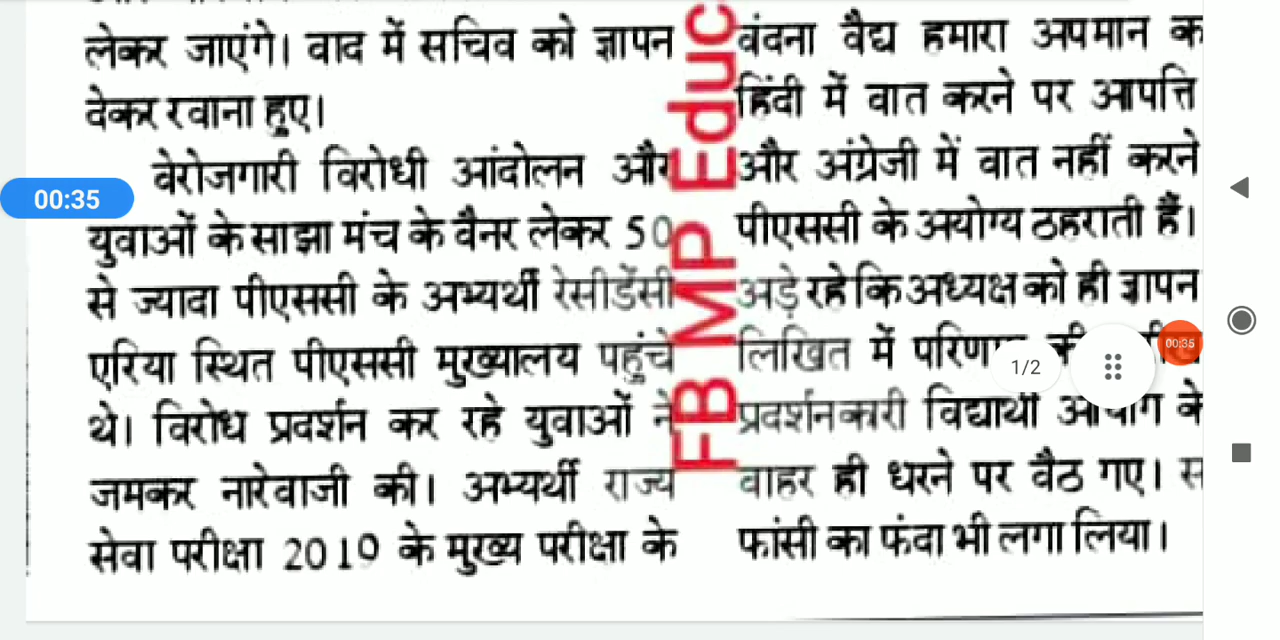 लेकर जाएंगे। वाद में सचिव को ज्ञापन
देकर रवाना हुए।
वेरोजगारी विरोधी आंदोलन और
युवाओं के साझा मंच के वैनर लेकर 50
से ज्यादा पीएससी के अभ्यर्थी रेसीडेंसी
एरिया स्थित पीएससी मुख्यालय पहुंचे
थे। विरोध प्रदर्शन कर रहे युवाओं ने
जमकर नारेवाजी की। अभ्यर्थी राज्य
सेवा परीक्षा 2019 के मुख्य परीक्षा के
वंदना वैद्य हमारा अपमान क
हिंदी में वात करने पर आपत्ति
और अंग्रेजी में वात नहीं करने
पीएससी के अयोग्य ठहराती हैं।
अड़े रहे कि अध्यक्ष को ही ज्ञापन
लिखित में परिणाम की
प्रदर्शनकारी विद्यार्थी आयोग के
वाहर ही धरने पर वैठ गए। स
फांसी का फंदा भी लगा लिया।
FB MP Educ
00:35
1/2
00:35